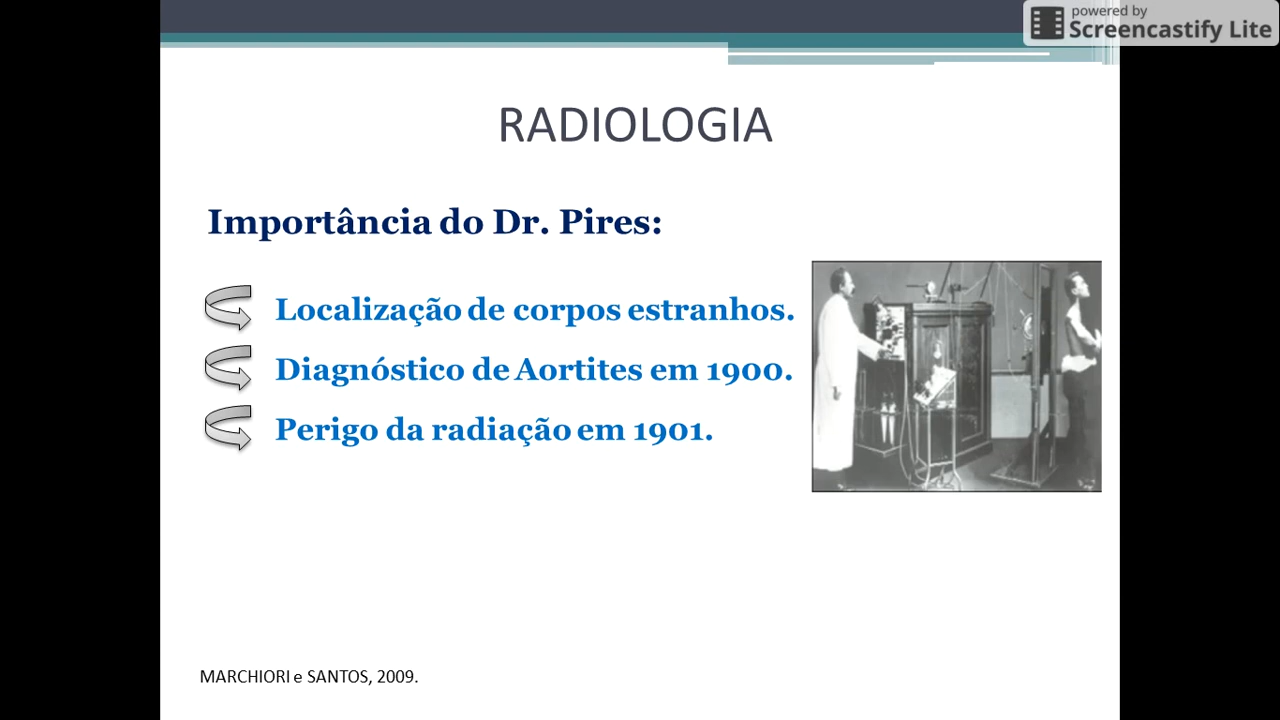 powered by
Screencastify Lite
RADIOLOGIA
Importância do Dr. Pires:
Localização de corpos estranhos.
Diagnóstico de Aortites em 1900.
Perigo da radiação em 1901.
MARCHIORI e SANTOS, 2009.